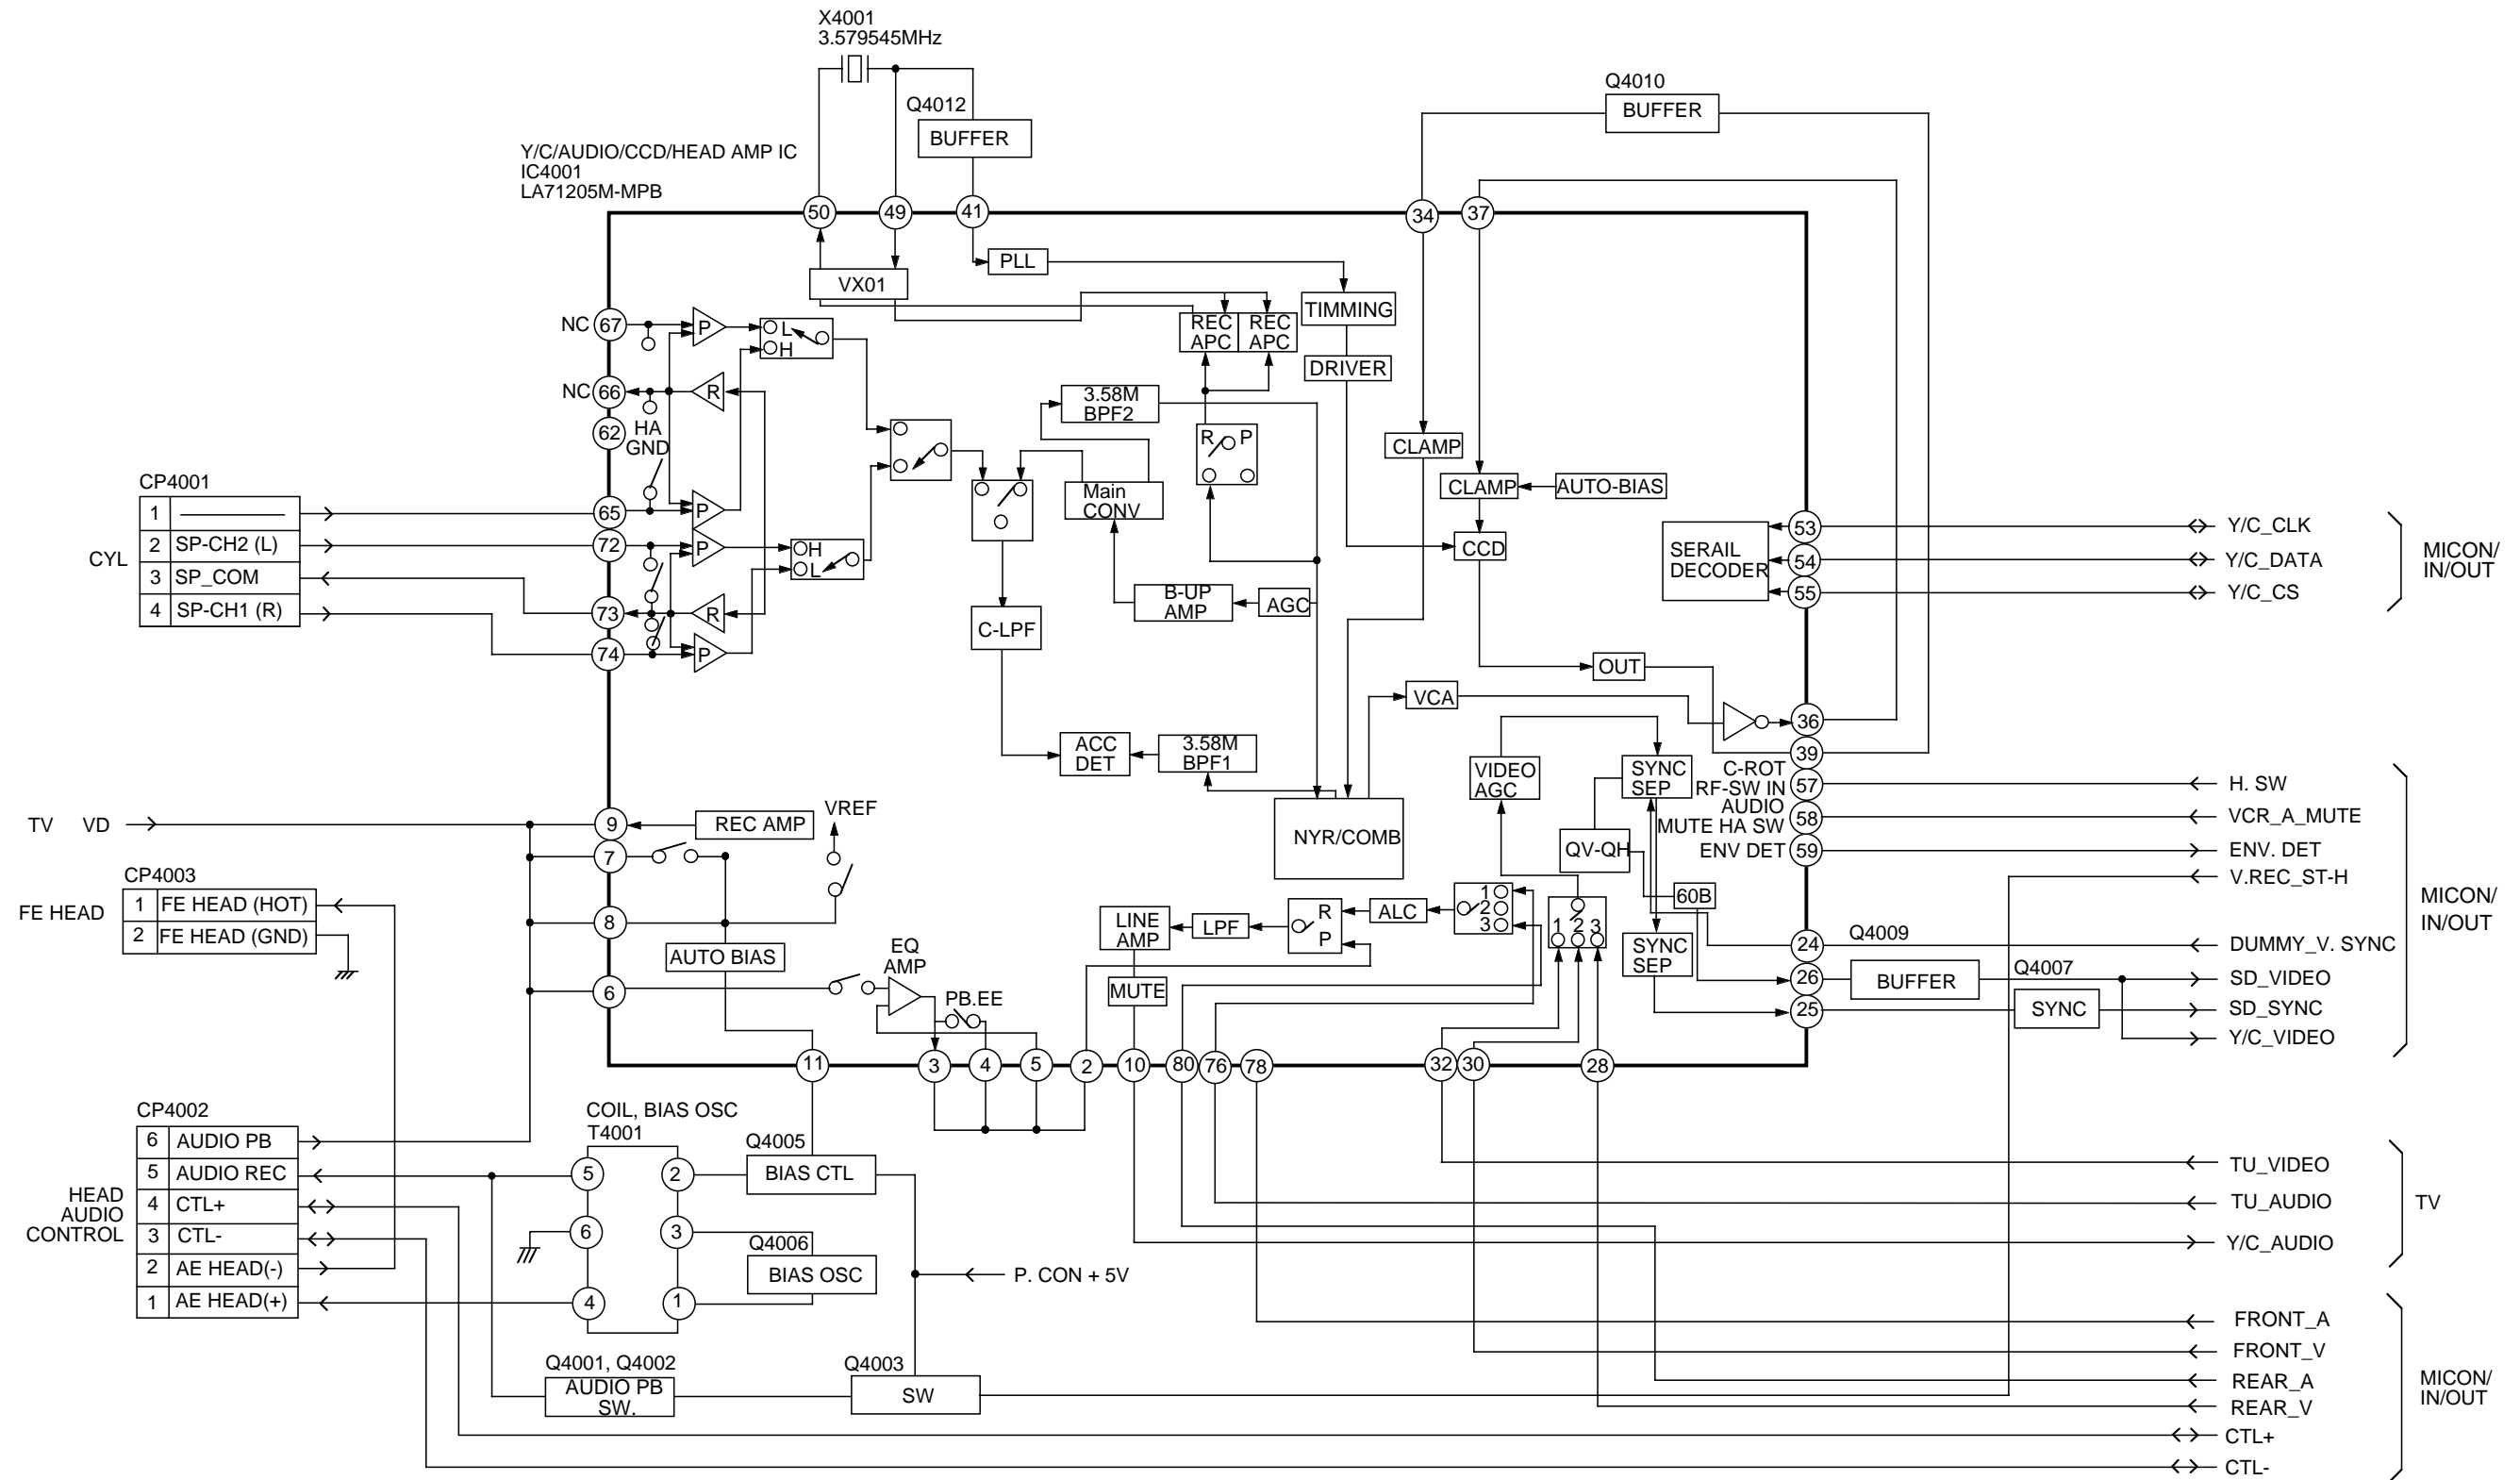 X4001
3.579545MHz
Q4012
BUFFER
Q4010
BUFFER
Y/C/AUDIO/CCD/HEAD AMP IC
IC4001
LA71205M-MPB
50
49
41
34
37
PLL
VX01
TIMMING
REC
APC
REC
APC
DRIVER
NC
67
P
L
H
NC
66
R
62
HA
GND
3.58M
BPF2
R
P
CLAMP
CLAMP
AUTO-BIAS
Main
CONV
CCD
B-UP
AMP
AGC
C-LPF
65
P
72
P
H
L
73
R
74
P
CP4001
CYL
1
2
SP-CH2 (L)
3
SP_COM
4
SP-CH1 (R)
SERAIL
DECODER
53
54
55
Y/C_CLK
Y/C_DATA
Y/C_CS
MICON/
IN/OUT
OUT
VCA
36
39
ACC
DET
3.58M
BPF1
VIDEO
AGC
SYNC
SEP
C-ROT
RF-SW IN
57
AUDIO
MUTE HA SW
58
ENV DET
59
H. SW
VCR_A_MUTE
ENV. DET
V.REC_ST-H
MICON/
IN/OUT
NYR/COMB
QV-QH
60B
TV
VD
9
REC AMP
VREF
7
8
AUTO BIAS
6
EQ
AMP
PB.EE
CP4003
FE HEAD
1
FE HEAD (HOT)
2
FE HEAD (GND)
LINE
AMP
LPF
R
P
ALC
1
2
3
1
2
3
MUTE
SYNC
SEP
24
26
25
Q4009
BUFFER
Q4007
SYNC
DUMMY_V. SYNC
SD_VIDEO
SD_SYNC
Y/C_VIDEO
11
3
4
5
2
10
80
76
78
32
30
28
CP4002
HEAD
AUDIO
CONTROL
6
AUDIO PB
5
AUDIO REC
4
CTL+
3
CTL-
2
AE HEAD(-)
1
AE HEAD(+)
COIL, BIAS OSC
T4001
5
2
6
3
4
1
Q4005
BIAS CTL
Q4006
BIAS OSC
P. CON + 5V
Q4001, Q4002
AUDIO PB
SW.
Q4003
SW
TU_VIDEO
TU_AUDIO
Y/C_AUDIO
TV
FRONT_A
FRONT_V
REAR_A
REAR_V
CTL+
CTL-
MICON/
IN/OUT